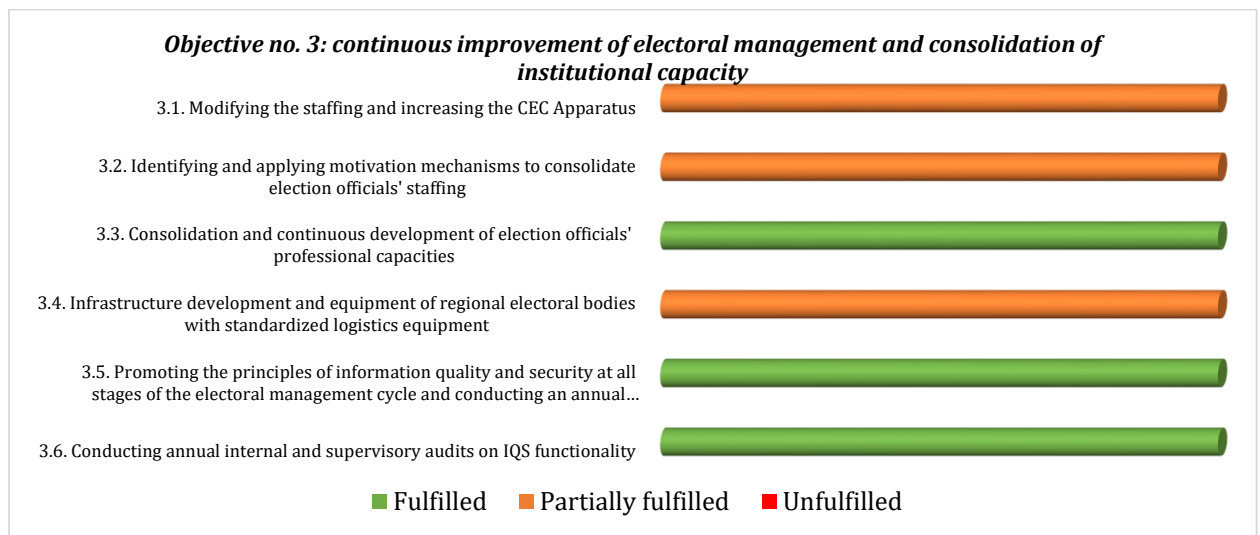 Objective no. 3: continuous improvement of electoral management and consolidation of
institutional capacity
3.1. Modifying the staffing and increasing the CEC Apparatus
3.2. Identifying and applying motivation mechanisms to consolidate
election officials' staffing
3.3. Consolidation and continuous development of election officials'
professional capacities
3.4. Infrastructure development and equipment of regional electoral bodies
with standardized logistics equipment
3.5. Promoting the principles of information quality and security at all
stages of the electoral management cycle and conducting an annual…
3.6. Conducting annual internal and supervisory audits on IQS functionality
Fulfilled Partially fulfilled Unfulfilled